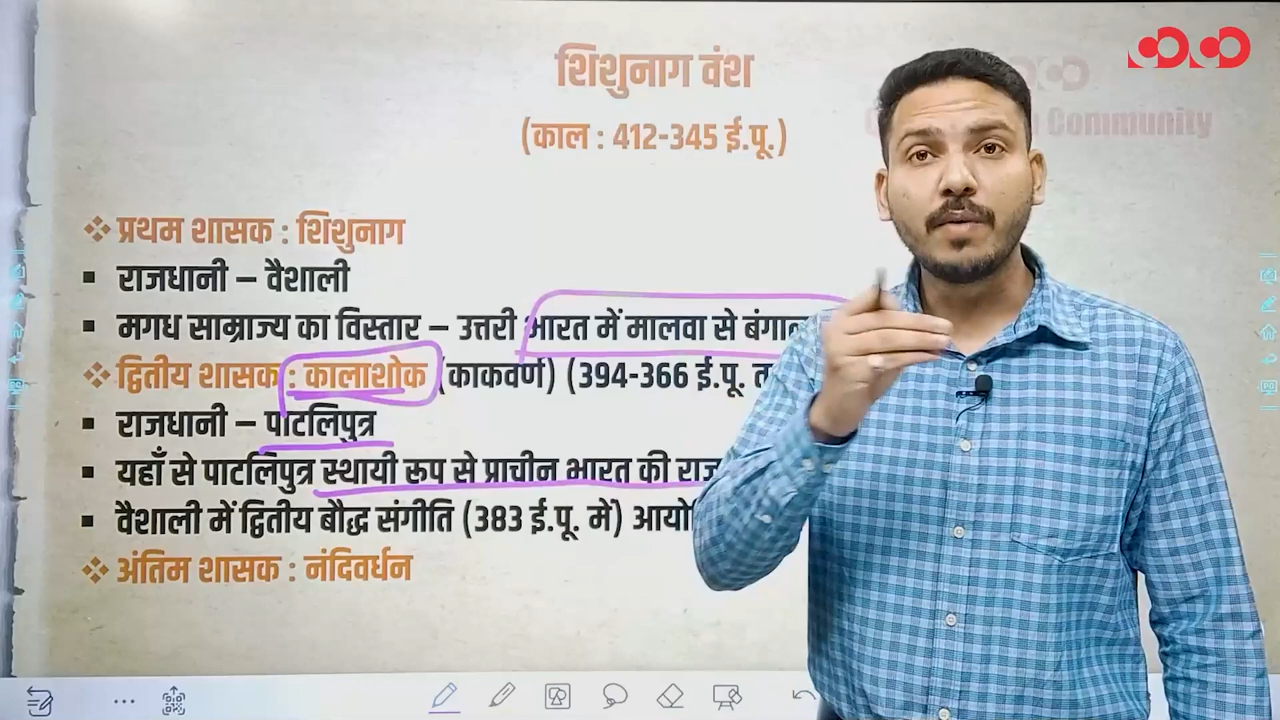 शिशुनाग वंश
(काल : 412-345 ई.पू.)
Community
❖ प्रथम शासक : शिशुनाग
▪ राजधानी – वैशाली
▪ मगध साम्राज्य का विस्तार – उत्तरी भारत में मालवा से
❖ द्वितीय शासक : कालाशोक (काकवर्ण) (394-366 ई.पू.
▪ राजधानी – पाटलिपुत्र
▪ यहाँ से पाटलिपुत्र स्थायी रूप से प्राचीन भारत की
▪ वैशाली में द्वितीय बौद्ध संगीति (383 ई.पू. में)
❖ अंतिम शासक : नंदिवर्धन